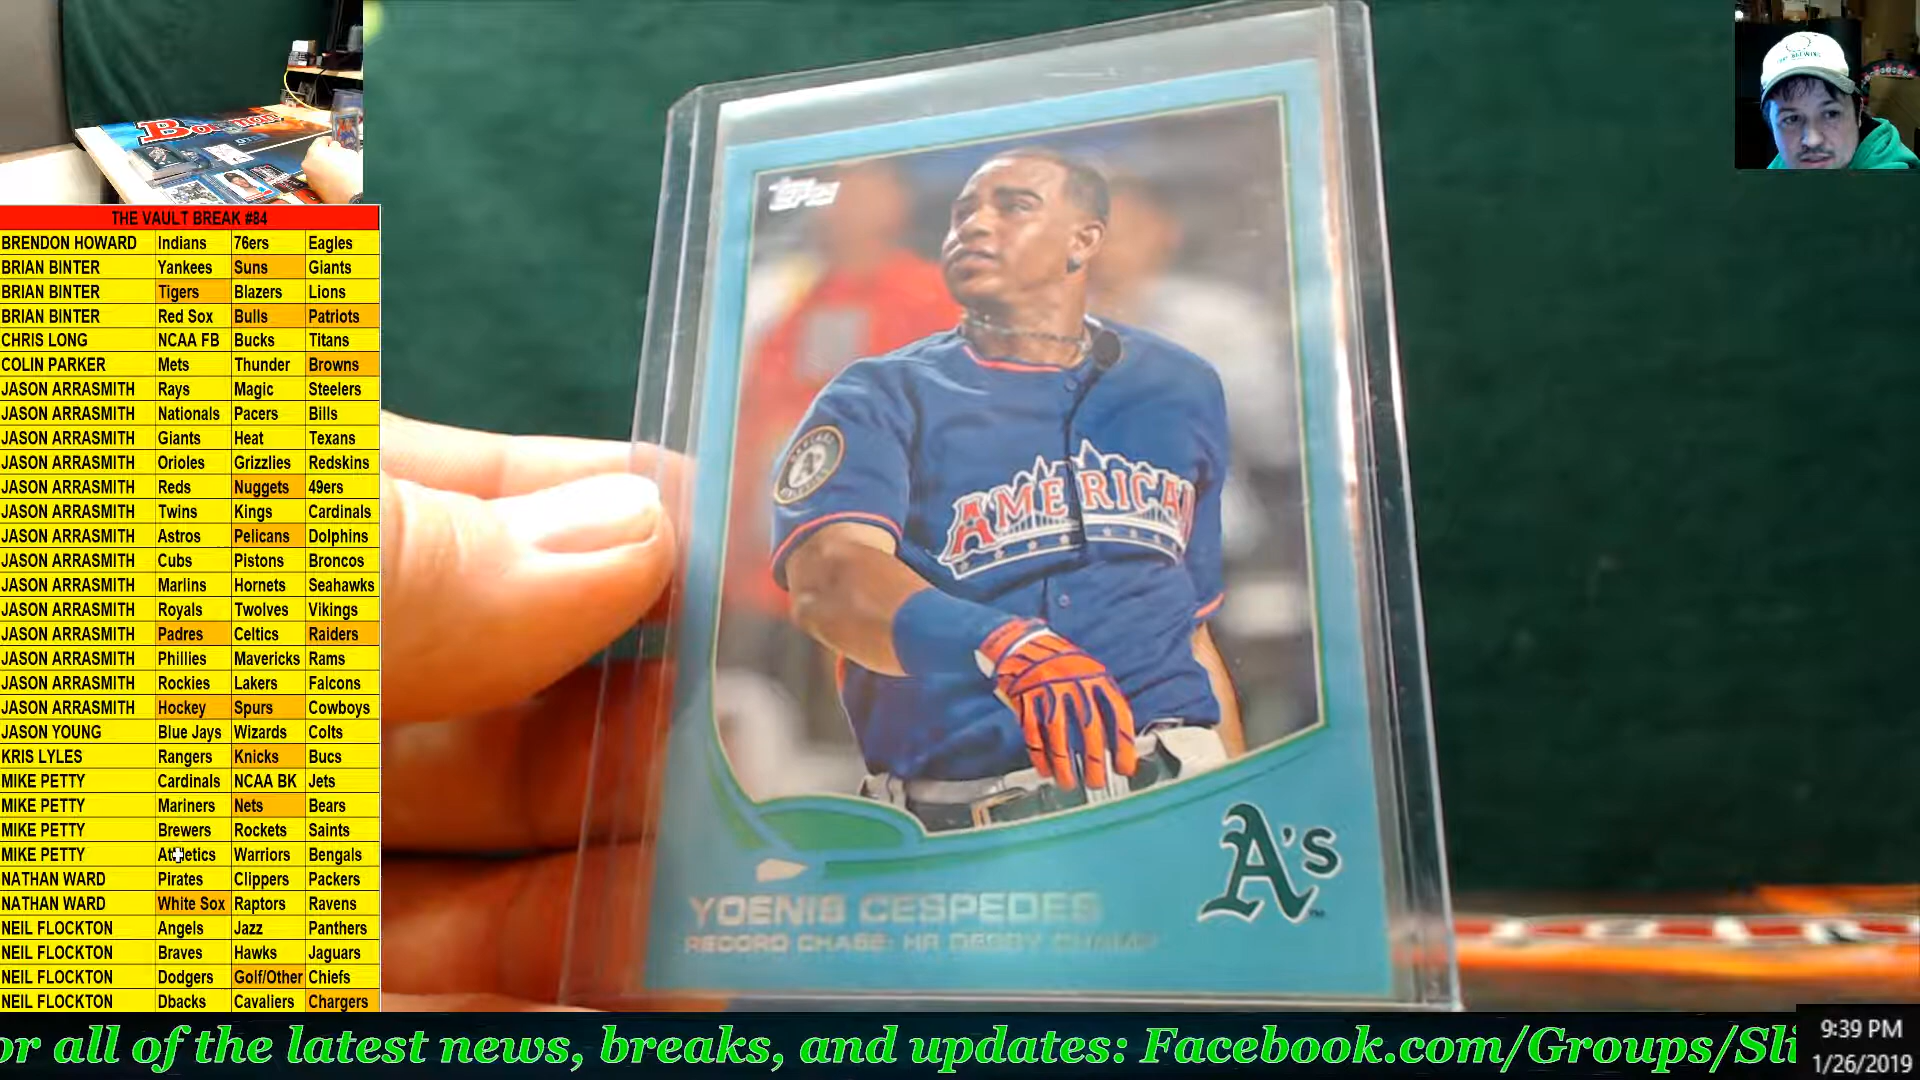 THE VAULT BREAK #84
BRENDON HOWARD Indians 76ers Eagles
BRIAN BINTER Yankees Suns Giants
BRIAN BINTER Tigers Blazers Lions
BRIAN BINTER Red Sox Bulls Patriots
CHRIS LONG NCAA FB Bucks Titans
COLIN PARKER Mets Thunder Browns
JASON ARRASMITH Rays Magic Steelers
JASON ARRASMITH Nationals Pacers Bills
JASON ARRASMITH Giants Heat Texans
JASON ARRASMITH Orioles Grizzlies Redskins
JASON ARRASMITH Reds Nuggets 49ers
JASON ARRASMITH Twins Kings Cardinals
JASON ARRASMITH Astros Pelicans Dolphins
JASON ARRASMITH Cubs Pistons Broncos
JASON ARRASMITH Marlins Hornets Seahawks
JASON ARRASMITH Royals Twolves Vikings
JASON ARRASMITH Padres Celtics Raiders
JASON ARRASMITH Phillies Mavericks Rams
JASON ARRASMITH Rockies Lakers Falcons
JASON ARRASMITH Hockey Spurs Cowboys
JASON YOUNG Blue Jays Wizards Colts
KRIS LYLES Rangers Knicks Bucs
MIKE PETTY Cardinals NCAA BK Jets
MIKE PETTY Mariners Nets Bears
MIKE PETTY Brewers Rockets Saints
MIKE PETTY Athletics Warriors Bengals
NATHAN WARD Pirates Clippers Packers
NATHAN WARD White Sox Raptors Ravens
NEIL FLOCKTON Angels Jazz Panthers
NEIL FLOCKTON Braves Hawks Jaguars
NEIL FLOCKTON Dodgers Golf/Other Chiefs
NEIL FLOCKTON Dbacks Cavaliers Chargers
Topps
AMERICAN
A's
YOENIS CESPEDES
RECORD CHASE: HR DERBY CHAMP
or all of the latest news, breaks, and updates: Facebook.com/Groups/Sli
9:39 PM
1/26/2019